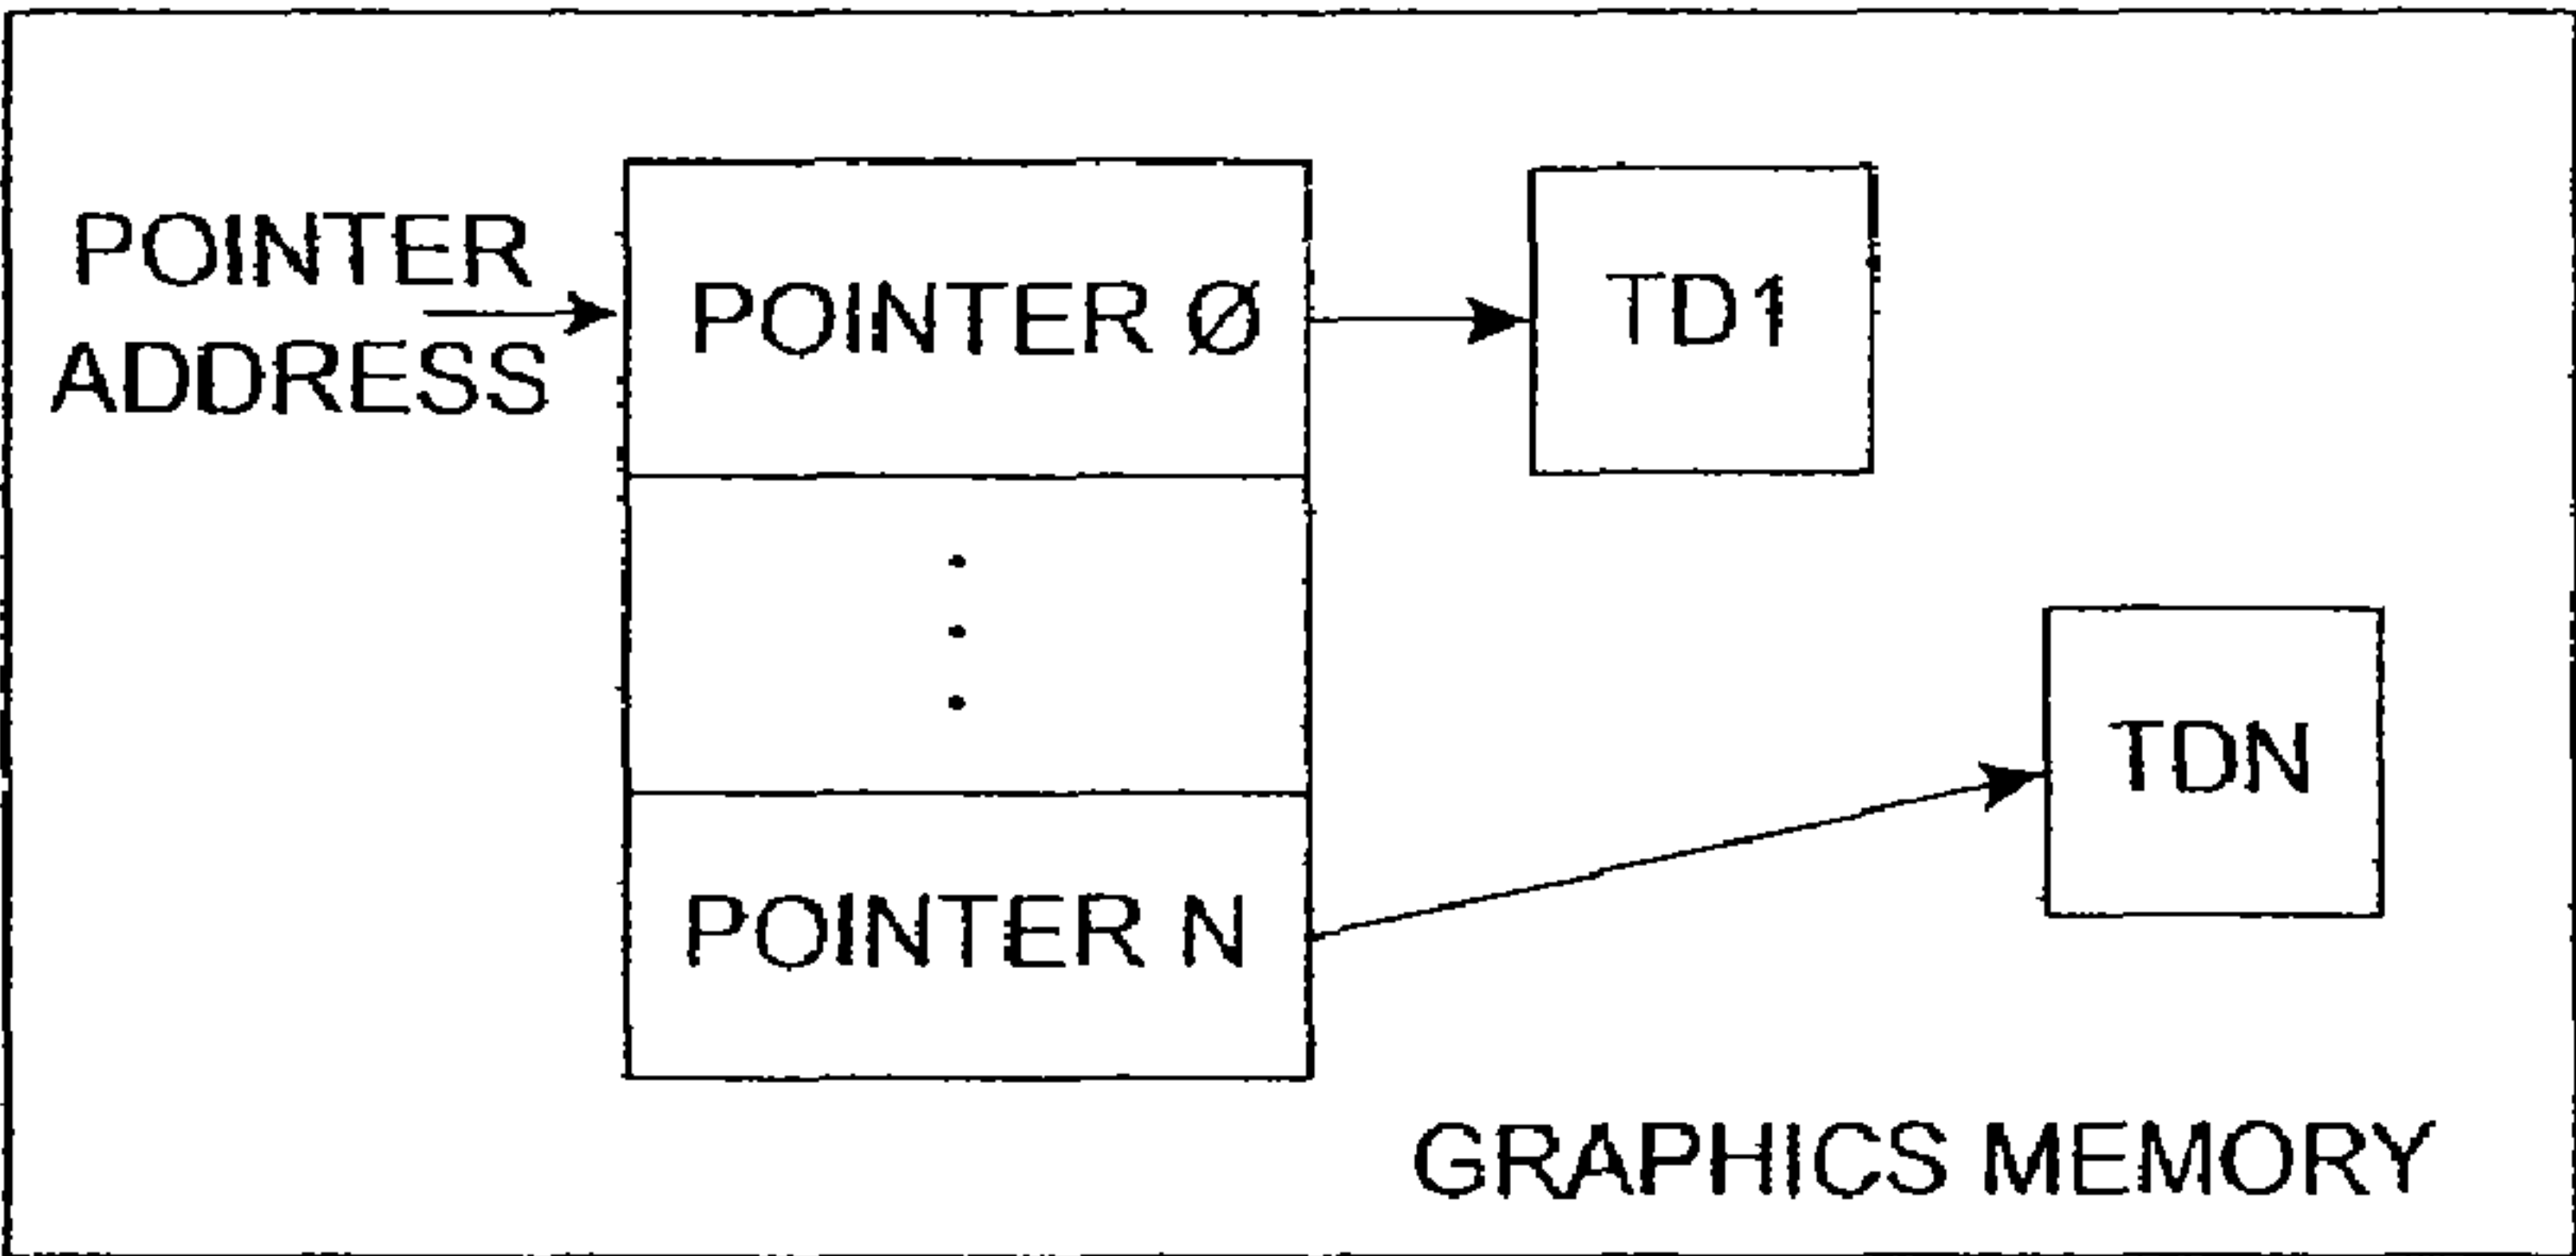 POINTER
ADDRESS
POINTER Ø
TD1
TDN
POINTER N
GRAPHICS MEMORY